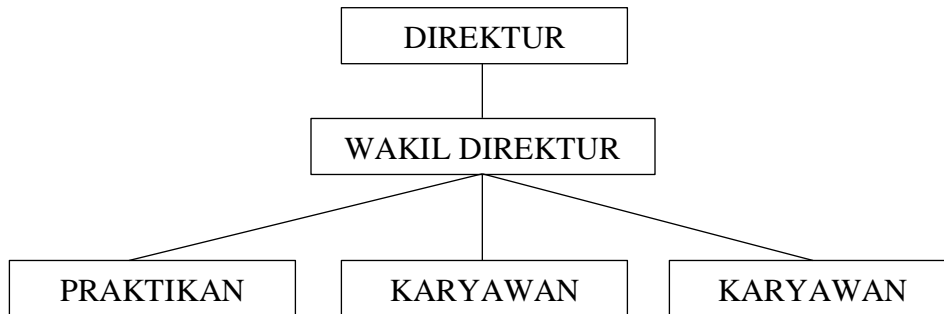 DIREKTUR
WAKIL DIREKTUR
PRAKTIKAN
KARYAWAN
KARYAWAN